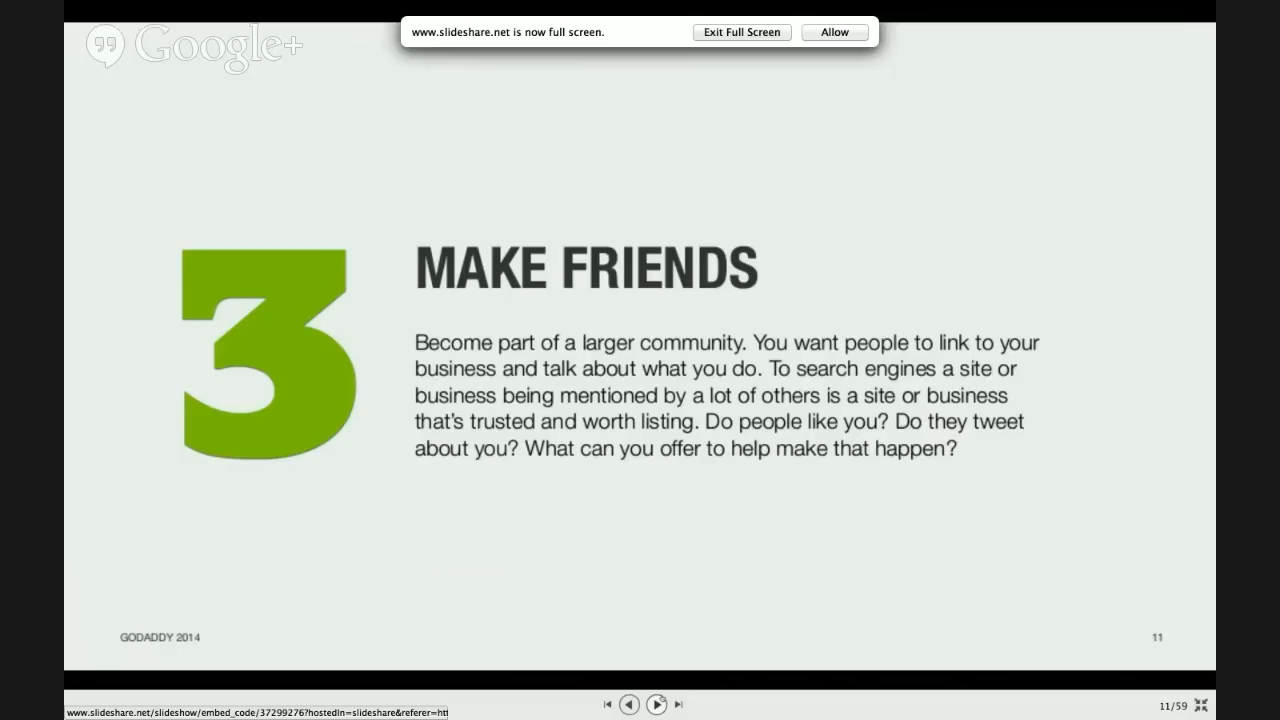 Google+
www.slideshare.net is now full screen.
Exit Full Screen
Allow
3
MAKE FRIENDS
Become part of a larger community. You want people to link to your
business and talk about what you do. To search engines a site or
business being mentioned by a lot of others is a site or business
that's trusted and worth listing. Do people like you? Do they tweet
about you? What can you offer to help make that happen?
GODADDY 2014
11
11/59
www.slideshare.net/slideshow/embed_code/37299276?hostedIn=slideshare&referer=htt